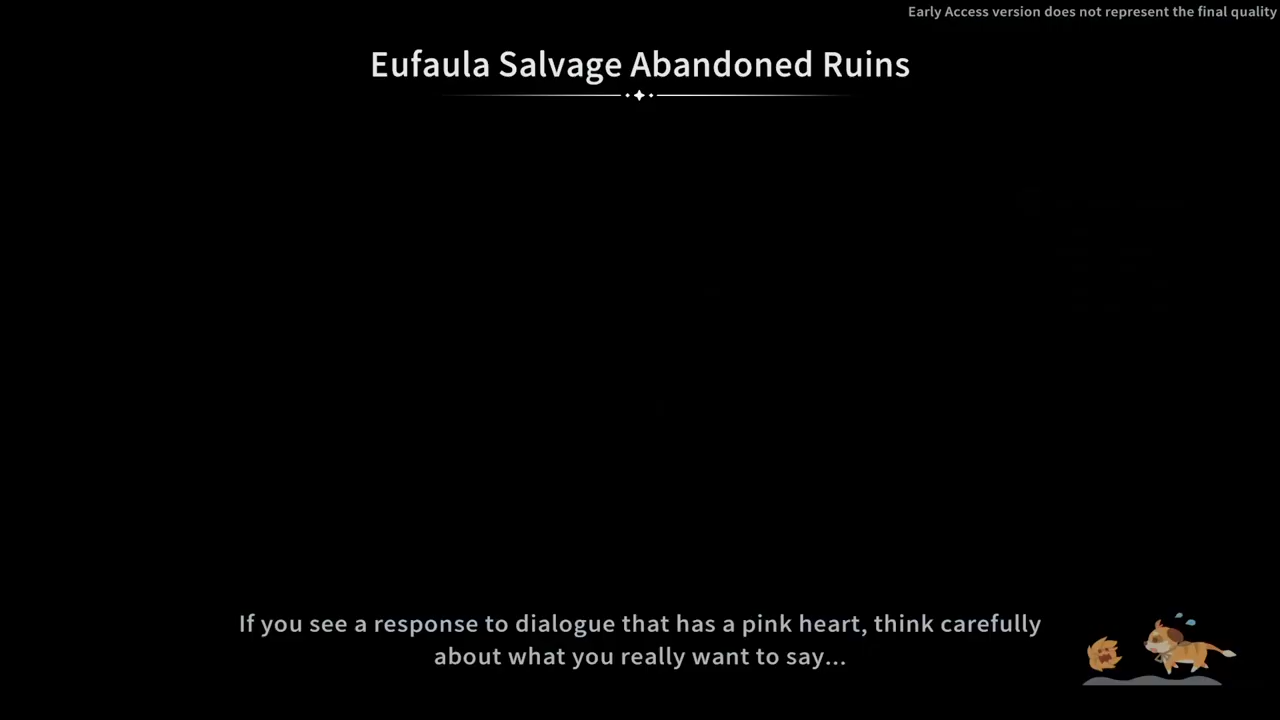 Early Access version does not represent the final quality
Eufaula Salvage Abandoned Ruins
If you see a response to dialogue that has a pink heart, think carefully
about what you really want to say...